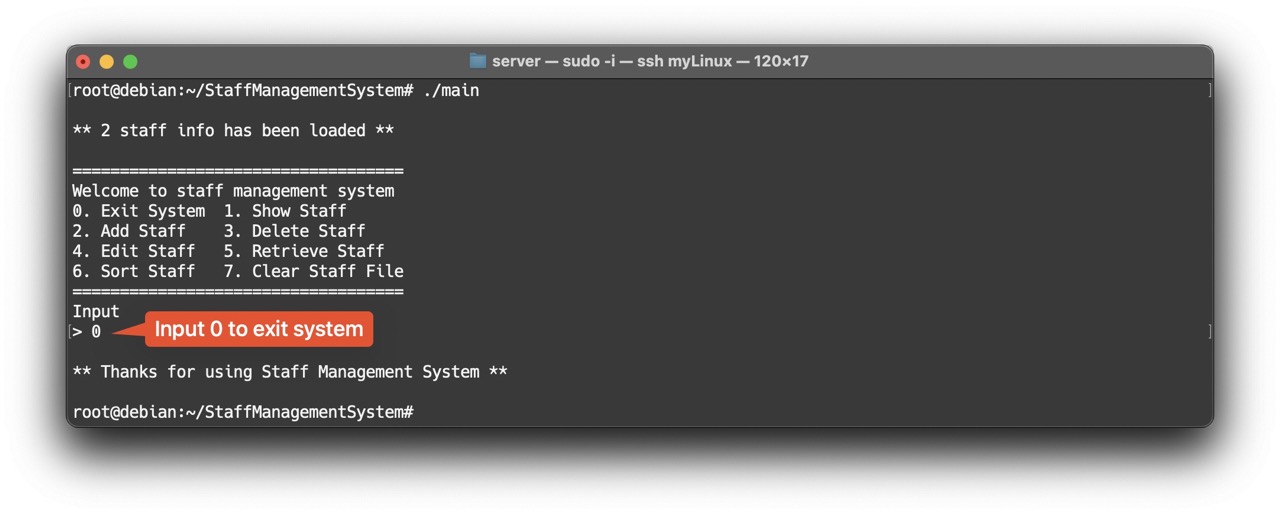 server — sudo -i — ssh myLinux — 120×17
[root@debian:~/StaffManagementSystem# ./main ]
** 2 staff info has been loaded **
===================================
Welcome to staff management system
0. Exit System  1. Show Staff
2. Add Staff    3. Delete Staff
4. Edit Staff   5. Retrieve Staff
6. Sort Staff   7. Clear Staff File
===================================
Input
[> 0 ]
Input 0 to exit system
** Thanks for using Staff Management System **
root@debian:~/StaffManagementSystem#